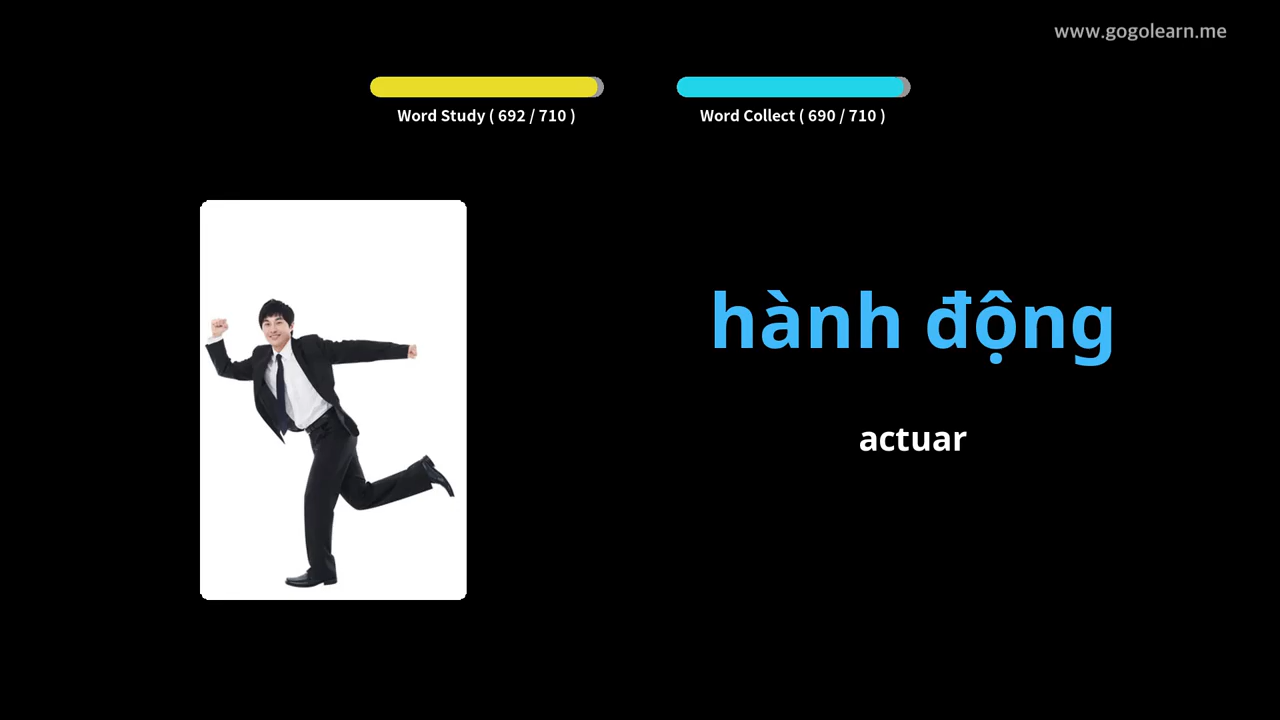 www.gogolearn.me
Word Study ( 692 / 710 )
Word Collect ( 690 / 710 )
hành động
actuar